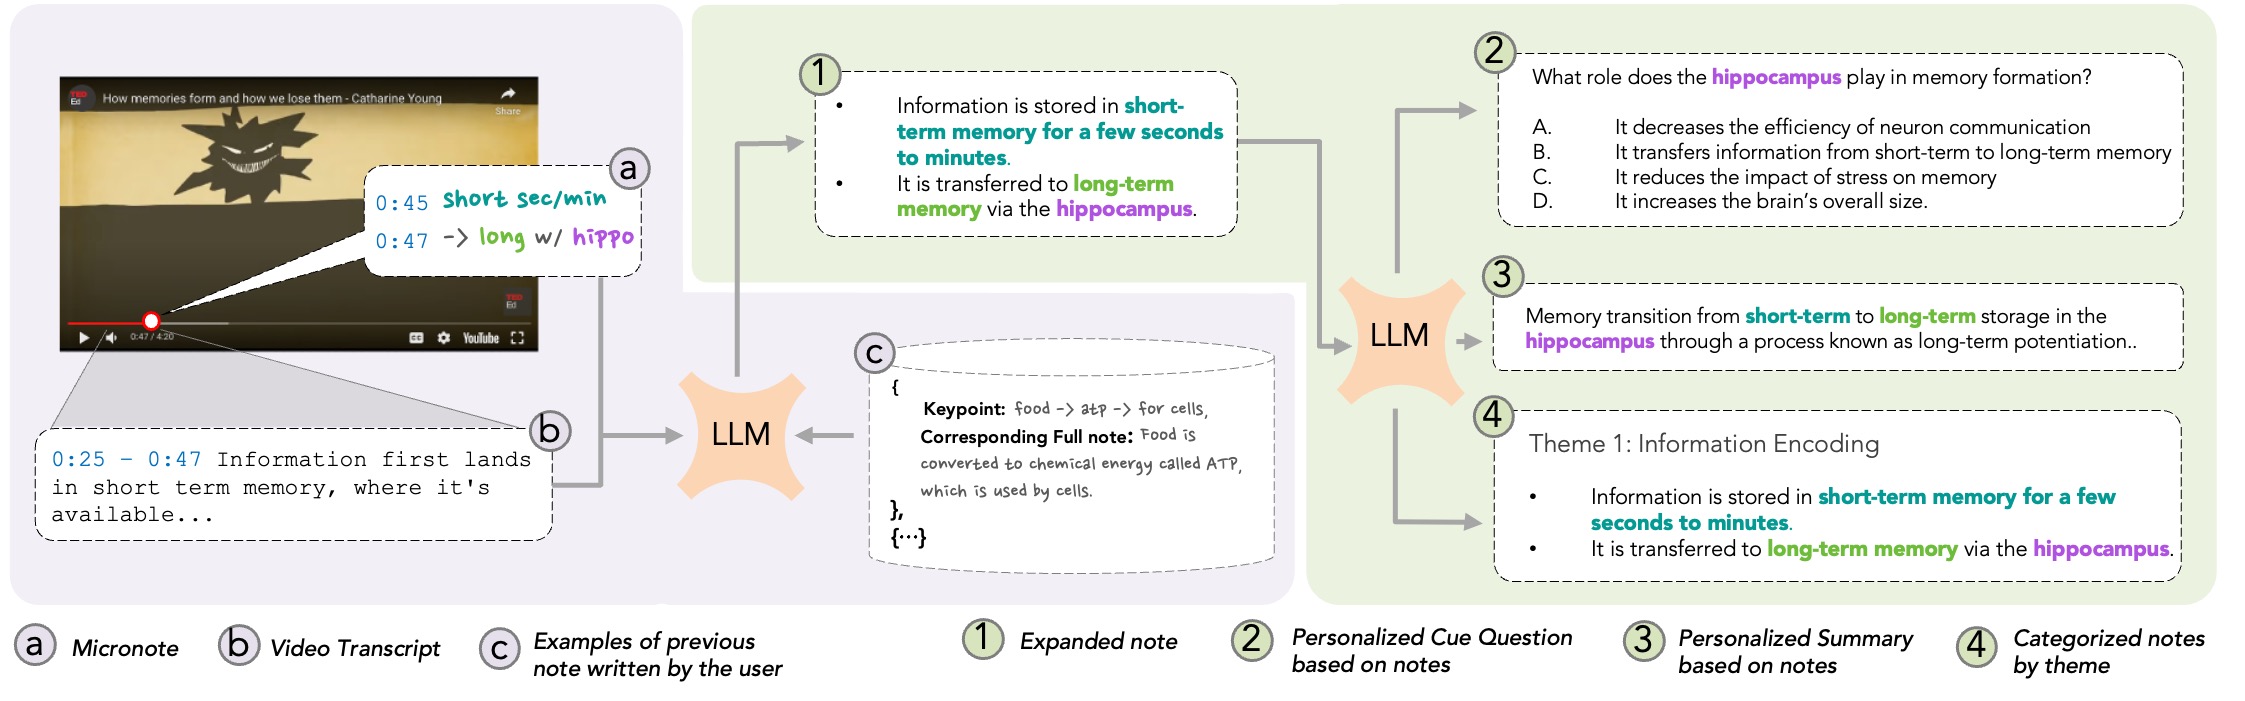 TED
Ed
How memories form and how we lose them - Catharine Young
Share
a
0:45 short sec/min
0:47 -> long w/ hippo
TED
Ed
0:47 / 4:20
CC
YouTube
b
0:25 – 0:47 Information first lands
in short term memory, where it's
available...
LLM
c
{
Keypoint: food -> atp -> for cells,
Corresponding Full note: Food is
converted to chemical energy called ATP,
which is used by cells.
},
{...}
1
• Information is stored in short-
term memory for a few seconds
to minutes.
• It is transferred to long-term
memory via the hippocampus.
LLM
2
What role does the hippocampus play in memory formation?
A. It decreases the efficiency of neuron communication
B. It transfers information from short-term to long-term memory
C. It reduces the impact of stress on memory
D. It increases the brain's overall size.
3
Memory transition from short-term to long-term storage in the
hippocampus through a process known as long-term potentiation..
4
Theme 1: Information Encoding
• Information is stored in short-term memory for a few
seconds to minutes.
• It is transferred to long-term memory via the hippocampus.
a Micronote
b Video Transcript
c Examples of previous
note written by the user
1 Expanded note
2 Personalized Cue Question
based on notes
3 Personalized Summary
based on notes
4 Categorized notes
by theme